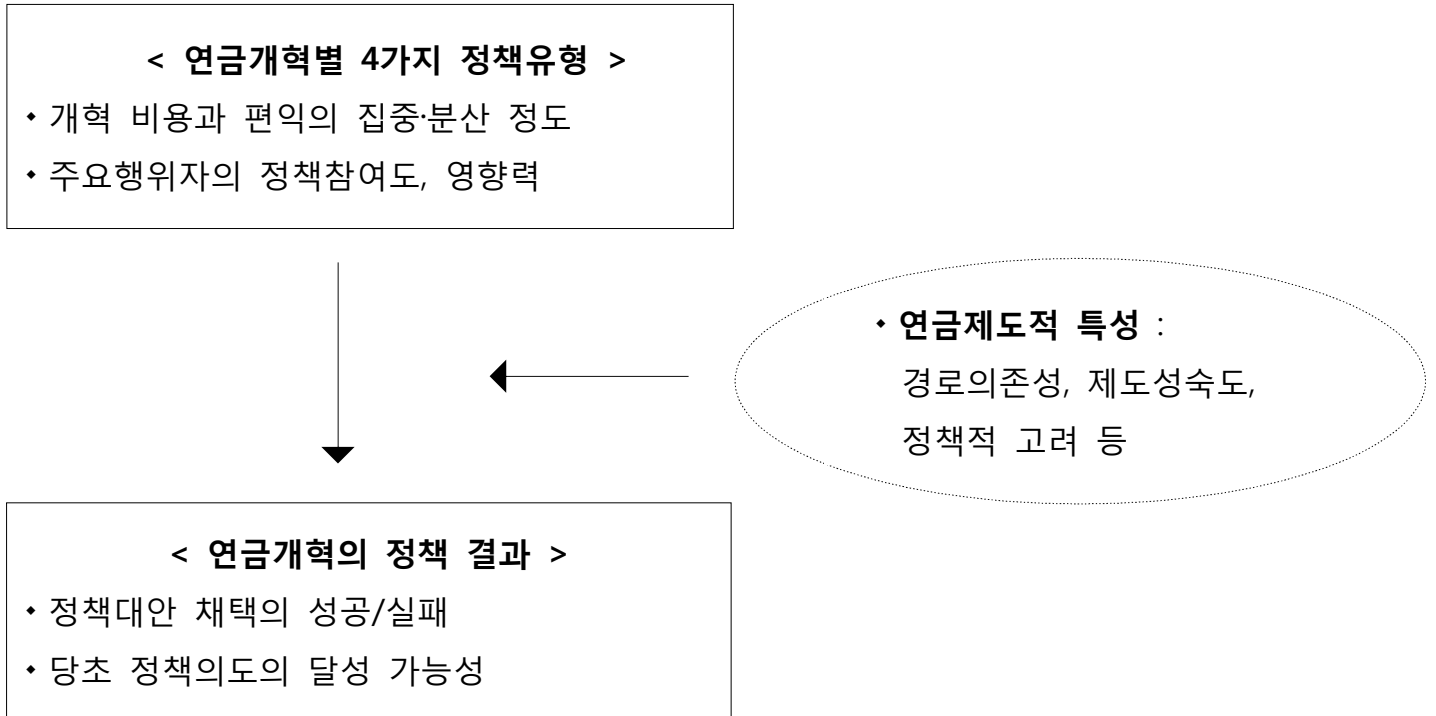 < 연금개혁별 4가지 정책유형 >
⬩ 개혁 비용과 편익의 집중·분산 정도
⬩ 주요행위자의 정책참여도, 영향력
⬩ 연금제도적 특성 :
경로의존성, 제도성숙도,
정책적 고려 등
< 연금개혁의 정책 결과 >
⬩ 정책대안 채택의 성공/실패
⬩ 당초 정책의도의 달성 가능성